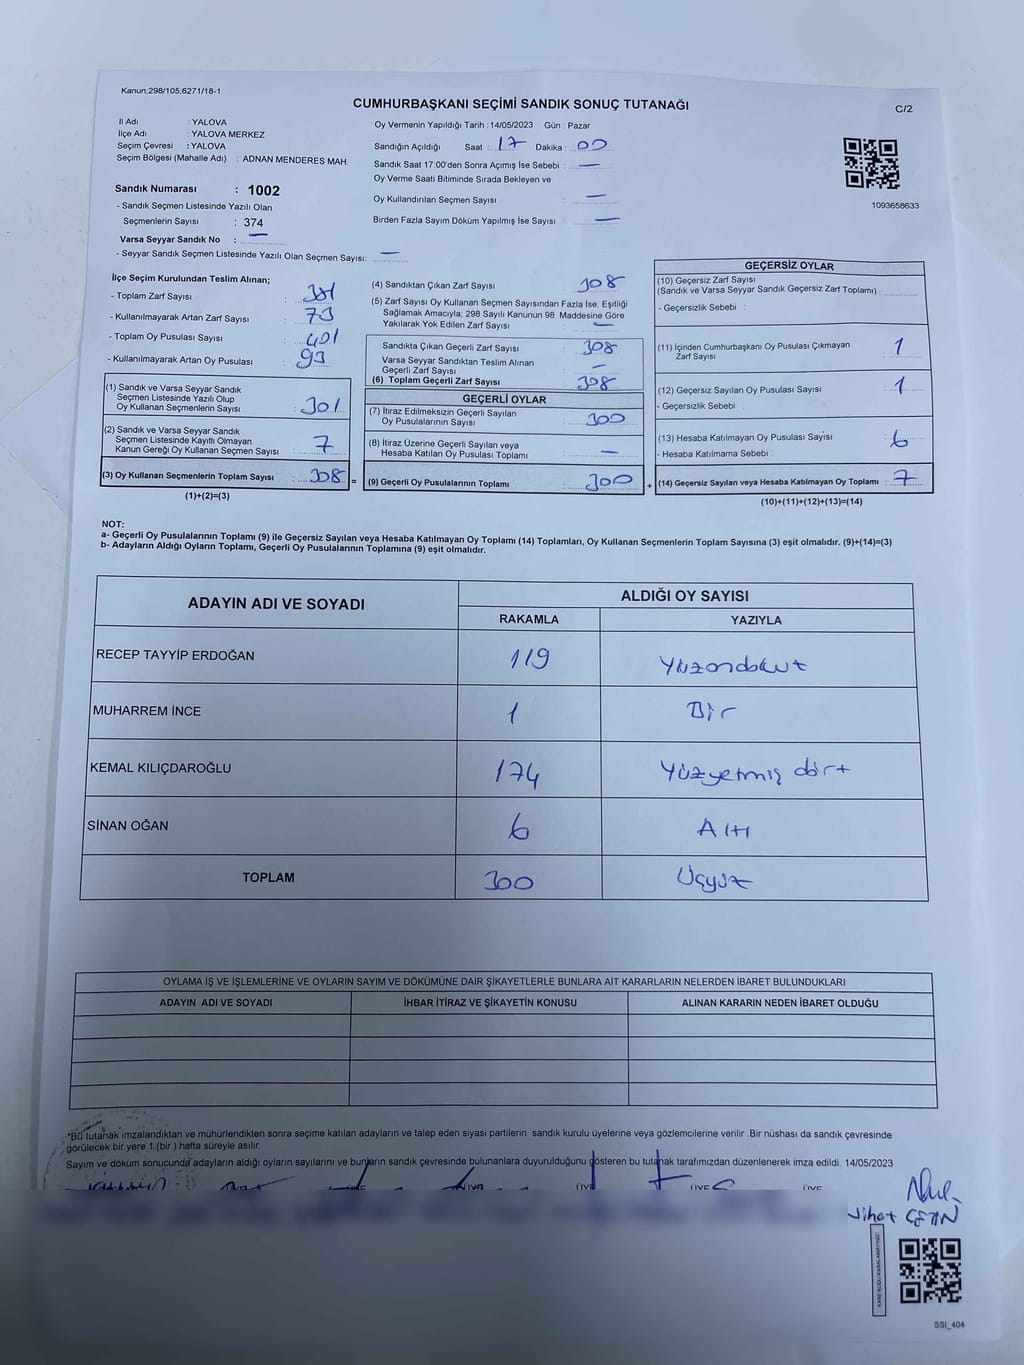 Kanun;298/105,6271/18-1
CUMHURBAŞKANI SEÇİMİ SANDIK SONUÇ TUTANAĞI
C/2
İl Adı : YALOVA
İlçe Adı : YALOVA MERKEZ
Seçim Çevresi : YALOVA
Seçim Bölgesi (Mahalle Adı) : ADNAN MENDERES MAH.
Sandık Numarası : 1002
- Sandık Seçmen Listesinde Yazılı Olan
Seçmenlerin Sayısı : 374
Varsa Seyyar Sandık No : —
- Seyyar Sandık Seçmen Listesinde Yazılı Olan Seçmen Sayısı: —
Oy Vermenin Yapıldığı Tarih : 14/05/2023 Gün : Pazar
Sandığın Açıldığı Saat : 17 Dakika : 00
Sandık Saat 17:00'den Sonra Açımış İse Sebebi : —
Oy Verme Saati Bitiminde Sırada Bekleyen ve
Oy Kullandırılan Seçmen Sayısı : —
Birden Fazla Sayım Döküm Yapılmış İse Sayısı : —
1093658633
İlçe Seçim Kurulundan Teslim Alınan;
- Toplam Zarf Sayısı : 381
- Kullanılmayarak Artan Zarf Sayısı : 73
- Toplam Oy Pusulası Sayısı : 401
- Kullanılmayarak Artan Oy Pusulası : 93
(1) Sandık ve Varsa Seyyar Sandık
Seçmen Listesinde Yazılı Olup
Oy Kullanan Seçmenlerin Sayısı : 301
(2) Sandık ve Varsa Seyyar Sandık
Seçmen Listesinde Kayıtlı Olmayan
Kanun Gereği Oy Kullanan Seçmen Sayısı : 7
(3) Oy Kullanan Seçmenlerin Toplam Sayısı : 308 =
(1)+(2)=(3)
(4) Sandıktan Çıkan Zarf Sayısı : 308
(5) Zarf Sayısı Oy Kullanan Seçmen Sayısından Fazla İse, Eşitliği
Sağlamak Amacıyla; 298 Sayılı Kanunun 98. Maddesine Göre
Yakılarak Yok Edilen Zarf Sayısı : —
Sandıkta Çıkan Geçerli Zarf Sayısı : 308
Varsa Seyyar Sandıktan Teslim Alınan
Geçerli Zarf Sayısı : —
(6) Toplam Geçerli Zarf Sayısı : 308
GEÇERLİ OYLAR
(7) İtiraz Edilmeksizin Geçerli Sayılan
Oy Pusulalarının Sayısı : 300
(8) İtiraz Üzerine Geçerli Sayılan veya
Hesaba Katılan Oy Pusulası Toplamı : —
(9) Geçerli Oy Pusulalarının Toplamı : 300 +
GEÇERSİZ OYLAR
(10) Geçersiz Zarf Sayısı
(Sandık ve Varsa Seyyar Sandık Geçersiz Zarf Toplamı) :
- Geçersizlik Sebebi :
(11) İçinden Cumhurbaşkanı Oy Pusulası Çıkmayan
Zarf Sayısı : 1
(12) Geçersiz Sayılan Oy Pusulası Sayısı : 1
- Geçersizlik Sebebi
(13) Hesaba Katılmayan Oy Pusulası Sayısı : 6
- Hesaba Katılmama Sebebi :
(14) Geçersiz Sayılan veya Hesaba Katılmayan Oy Toplamı : 7
(10)+(11)+(12)+(13)=(14)
NOT:
a- Geçerli Oy Pusulalarının Toplamı (9) ile Geçersiz Sayılan veya Hesaba Katılmayan Oy Toplamı (14) Toplamları, Oy Kullanan Seçmenlerin Toplam Sayısına (3) eşit olmalıdır. (9)+(14)=(3)
b- Adayların Aldığı Oyların Toplamı, Geçerli Oy Pusulalarının Toplamına (9) eşit olmalıdır.
ADAYIN ADI VE SOYADI
ALDIĞI OY SAYISI
RAKAMLA YAZIYLA
RECEP TAYYİP ERDOĞAN 119 Yüzondokuz
MUHARREM İNCE 1 Bir
KEMAL KILIÇDAROĞLU 174 Yüzyetmiş dört
SİNAN OĞAN 6 Altı
TOPLAM 300 Üçyüz
OYLAMA İŞ VE İŞLEMLERİNE VE OYLARIN SAYIM VE DÖKÜMÜNE DAİR ŞİKAYETLERLE BUNLARA AİT KARARLARIN NELERDEN İBARET BULUNDUKLARI
ADAYIN ADI VE SOYADI İHBAR İTİRAZ VE ŞİKAYETİN KONUSU ALINAN KARARIN NEDEN İBARET OLDUĞU
*Bu tutanak imzalandıktan ve mühürlendikten sonra seçime katılan adayların ve talep eden siyasi partilerin sandık kurulu üyelerine veya gözlemcilerine verilir .Bir nüshası da sandık çevresinde
görülecek bir yere 1 (bir ) hafta süreyle asılır.
Sayım ve döküm sonucunda adayların aldığı oyların sayılarını ve bunların sandık çevresinde bulunanlara duyurulduğunu gösteren bu tutanak tarafımızdan düzenlenerek imza edildi. 14/05/2023
ÜYE ÜYE ÜYE
ÇETİN
SSI_404